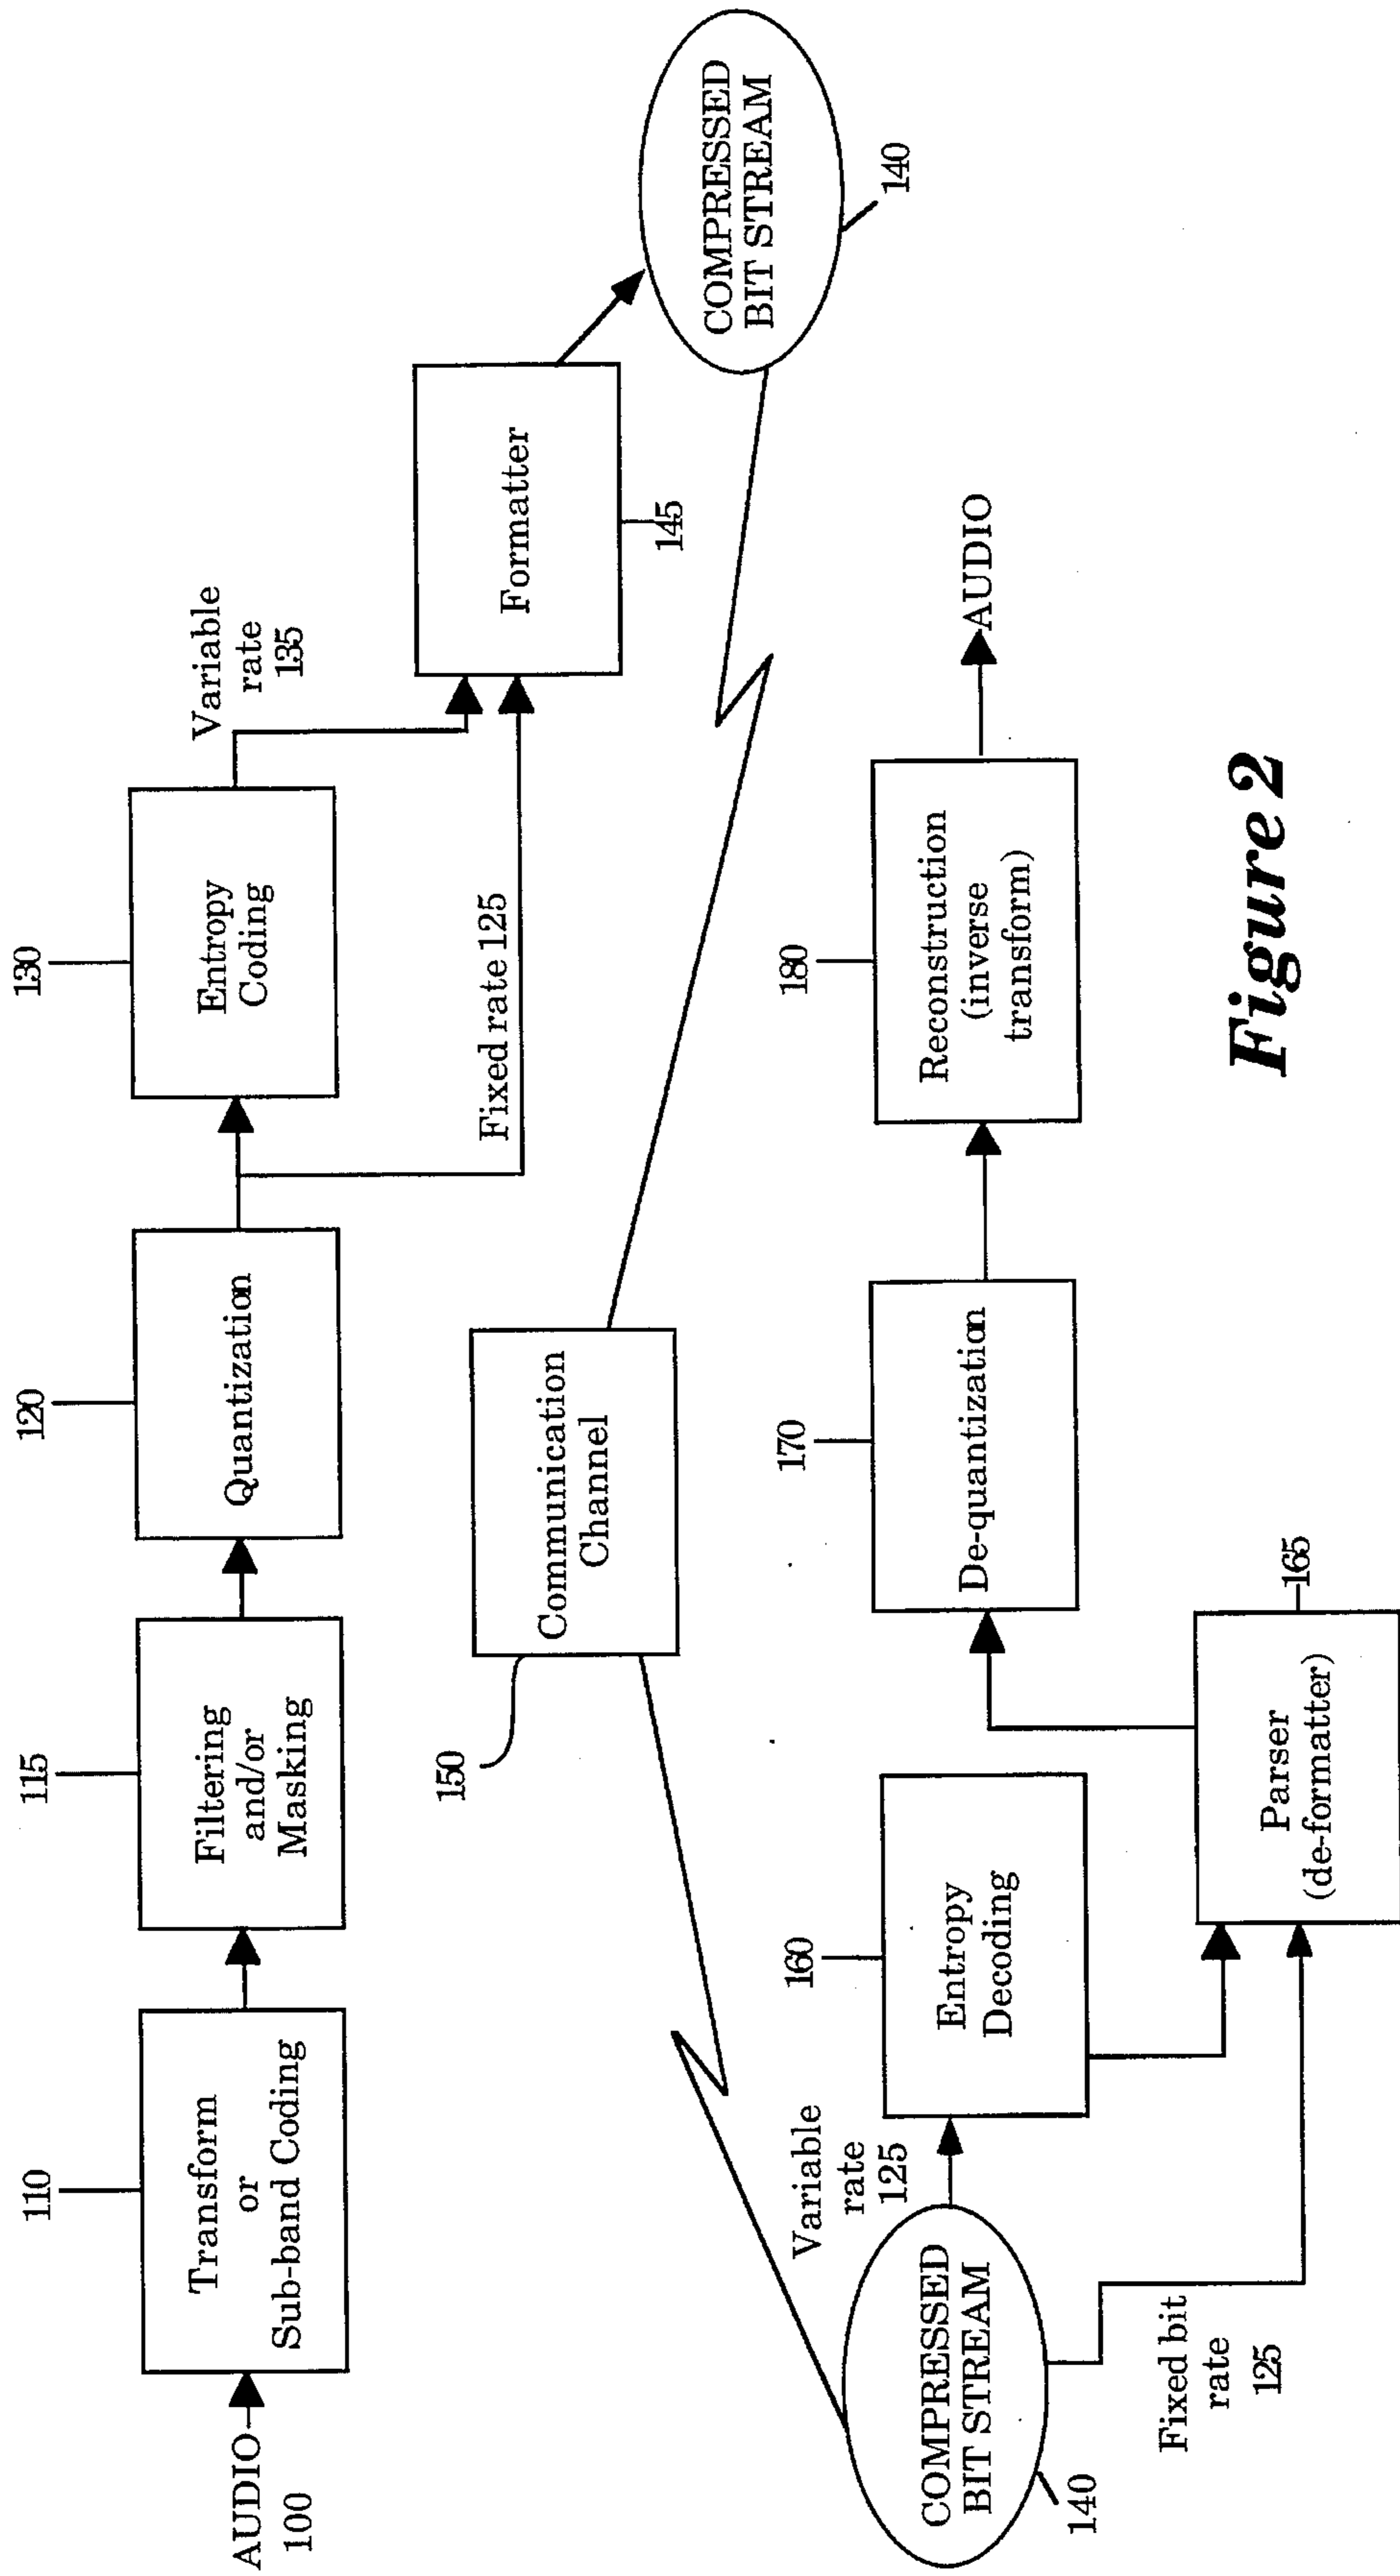 AUDIO
100
110
Transform
or
Sub-band Coding
115
Filtering
and/or
Masking
120
Quantization
130
Entropy
Coding
Variable
rate
135
Fixed rate 125
Formatter
145
COMPRESSED
BIT STREAM
140
Communication
Channel
150
COMPRESSED
BIT STREAM
140
Variable
rate
125
Fixed bit
rate
125
160
Entropy
Decoding
Parser
(de-formatter)
165
170
De-quantization
180
Reconstruction
(inverse
transform)
AUDIO
Figure 2